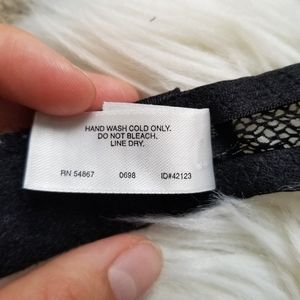 HAND WASH COLD ONLY.
DO NOT BLEACH.
LINE DRY.
RN 54867 0698 ID#42123